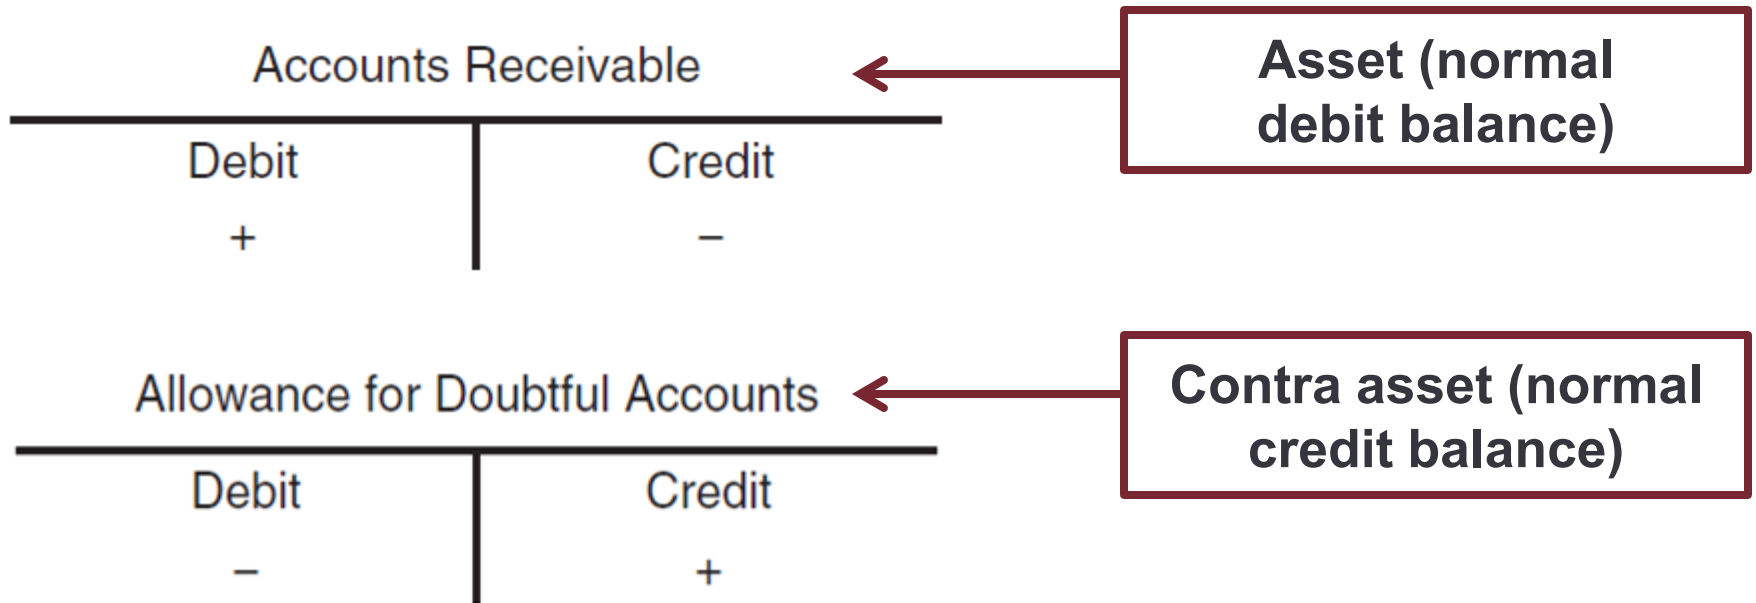 Accounts Receivable
Asset (normal
debit balance)
Debit Credit
+ –
Allowance for Doubtful Accounts
Contra asset (normal
credit balance)
Debit Credit
– +